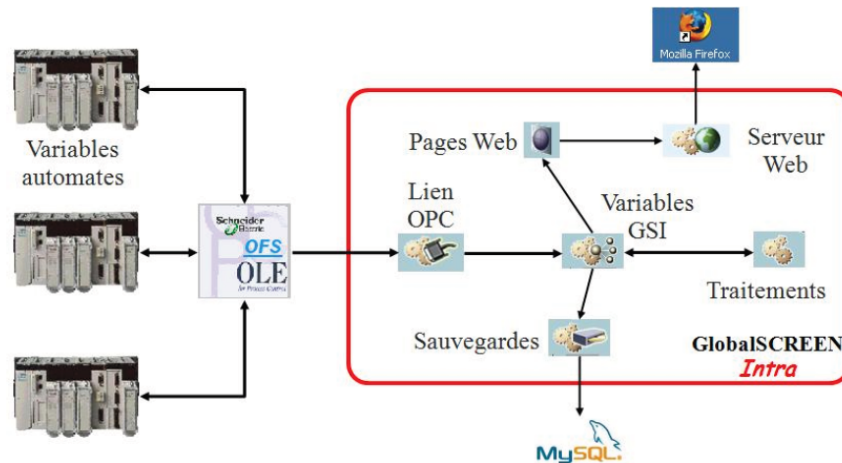 Mozilla Firefox
Pages Web
Serveur
Web
Variables
automates
Lien
OPC
Variables
GSI
Schneider
Electric
OFS
OLE
for Process Control
Traitements
Sauvegardes
GlobalSCREEN
Intra
MySQL